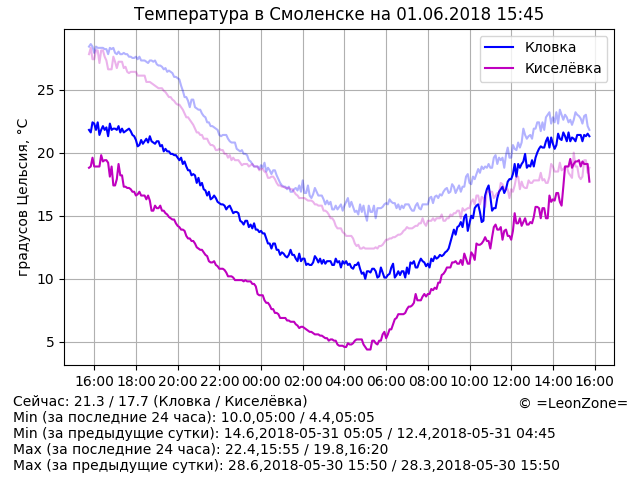 Температура в Смоленске на 01.06.2018 15:45
Кловка
Киселёвка
градусов Цельсия, °C
25
20
15
10
5
16:00 18:00 20:00 22:00 00:00 02:00 04:00 06:00 08:00 10:00 12:00 14:00 16:00
Сейчас: 21.3 / 17.7 (Кловка / Киселёвка)
© =LeonZone=
Min (за последние 24 часа): 10.0,05:00 / 4.4,05:05
Min (за предыдущие сутки): 14.6,2018-05-31 05:05 / 12.4,2018-05-31 04:45
Max (за последние 24 часа): 22.4,15:55 / 19.8,16:20
Max (за предыдущие сутки): 28.6,2018-05-30 15:50 / 28.3,2018-05-30 15:50